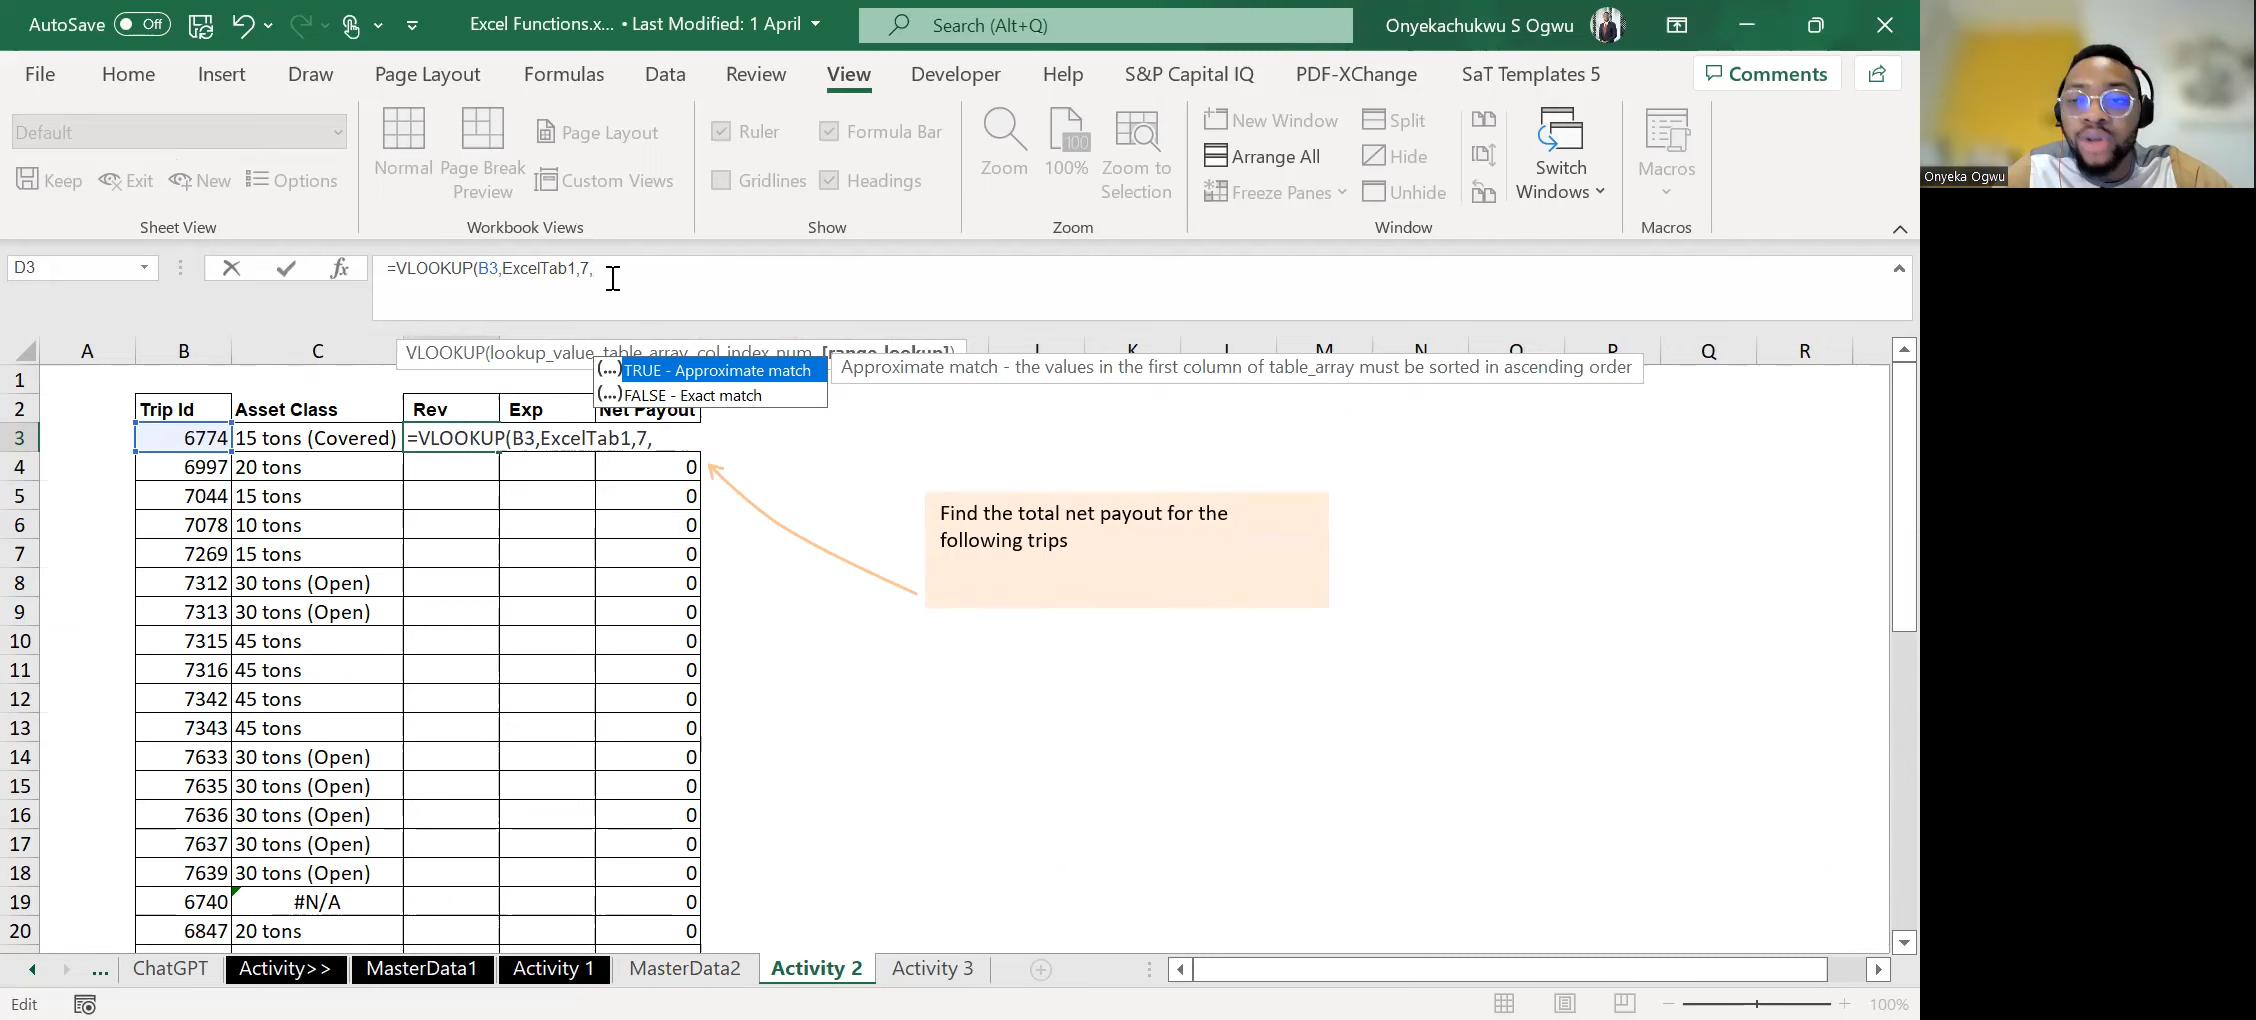 AutoSave Off Excel Functions.x... • Last Modified: 1 April Search (Alt+Q) Onyekachukwu S Ogwu
File Home Insert Draw Page Layout Formulas Data Review View Developer Help S&P Capital IQ PDF-XChange SaT Templates 5 Comments
Default
Keep Exit New Options
Sheet View
Normal Page Break Preview Page Layout Custom Views
Workbook Views
Ruler Formula Bar
Gridlines Headings
Show
Zoom 100% Zoom to Selection
Zoom
New Window Split
Arrange All Hide
Freeze Panes Unhide
Switch Windows
Window
Macros
Macros
Onyeka Ogwu
D3 fx =VLOOKUP(B3,ExcelTab1,7,
A B C K M N Q R
VLOOKUP(lookup_value, table_array, col_index_num, [range_lookup])
(...) TRUE - Approximate match
Approximate match - the values in the first column of table_array must be sorted in ascending order
(...) FALSE - Exact match
1
2 Trip Id Asset Class Rev Exp Net Payout
3 6774 15 tons (Covered) =VLOOKUP(B3,ExcelTab1,7,
4 6997 20 tons 0
5 7044 15 tons 0
6 7078 10 tons 0
7 7269 15 tons 0
8 7312 30 tons (Open) 0
9 7313 30 tons (Open) 0
10 7315 45 tons 0
11 7316 45 tons 0
12 7342 45 tons 0
13 7343 45 tons 0
14 7633 30 tons (Open) 0
15 7635 30 tons (Open) 0
16 7636 30 tons (Open) 0
17 7637 30 tons (Open) 0
18 7639 30 tons (Open) 0
19 6740 #N/A 0
20 6847 20 tons 0
Find the total net payout for the
following trips
... ChatGPT Activity>> MasterData1 Activity 1 MasterData2 Activity 2 Activity 3
Edit 100%